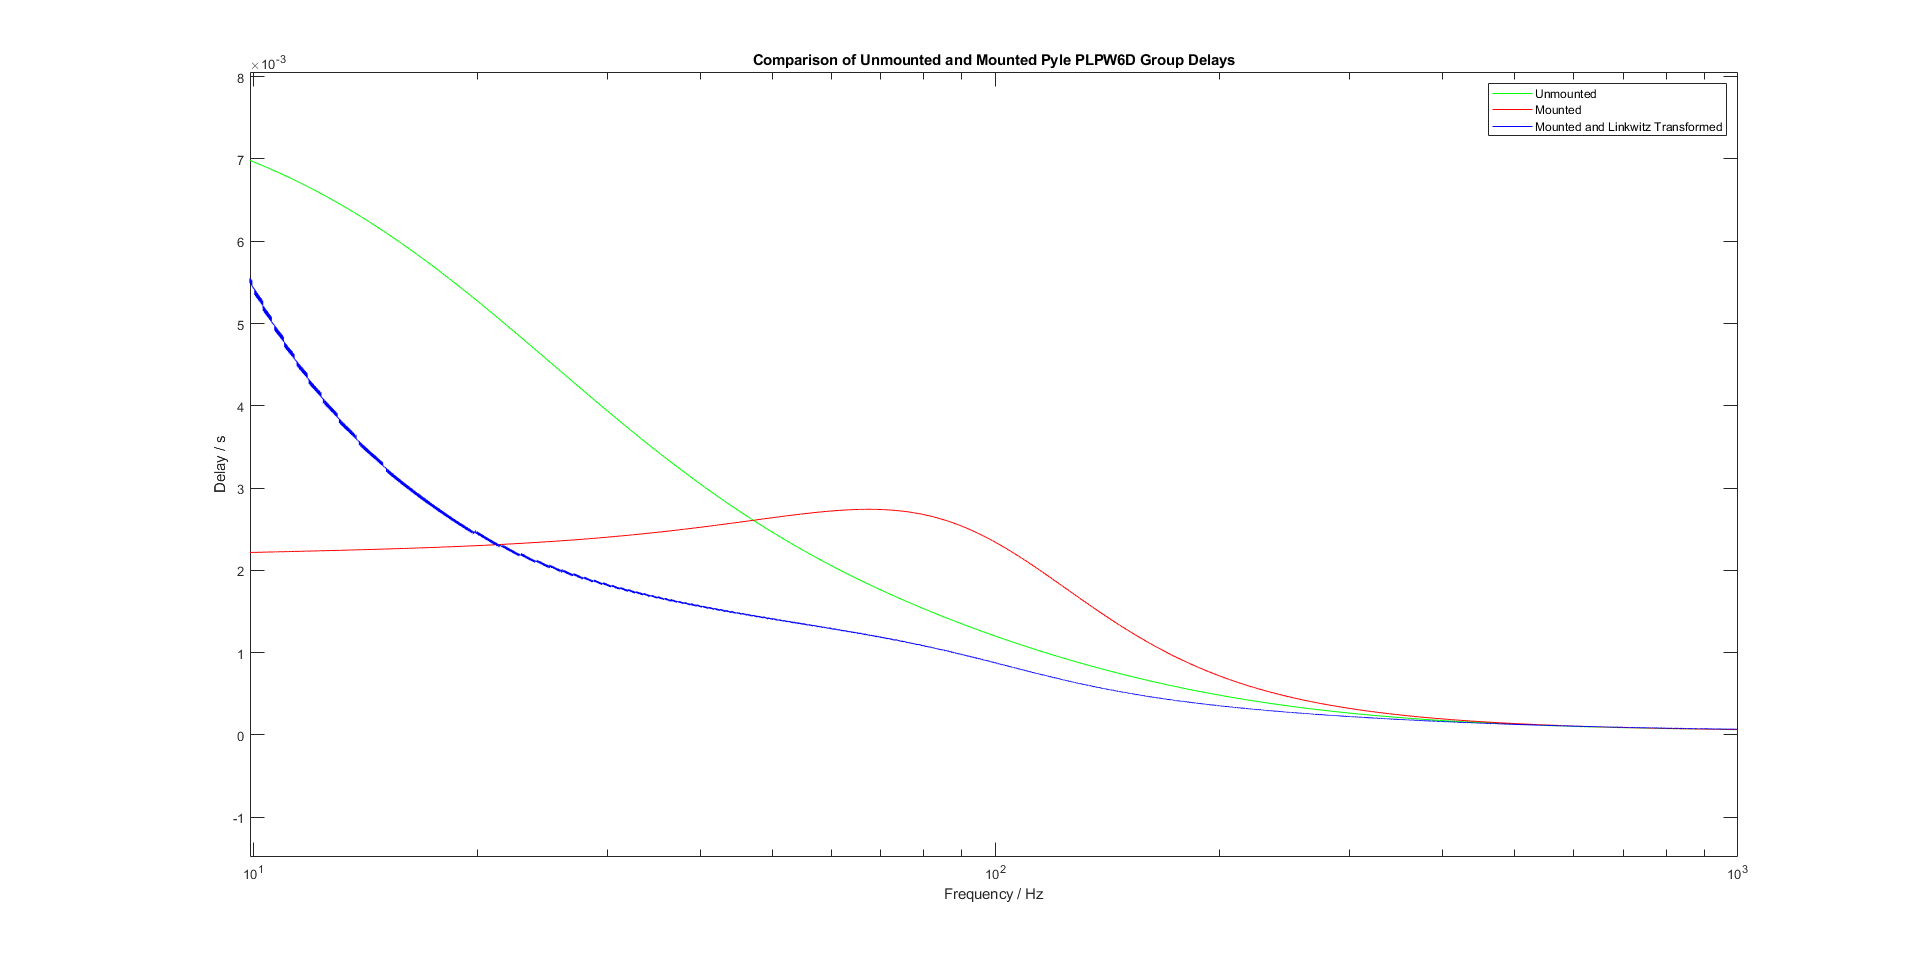 Comparison of Unmounted and Mounted Pyle PLPW6D Group Delays
×10⁻³
8
7
6
5
4
3
2
1
0
-1
Delay / s
Unmounted
Mounted
Mounted and Linkwitz Transformed
10¹ 10² 10³
Frequency / Hz